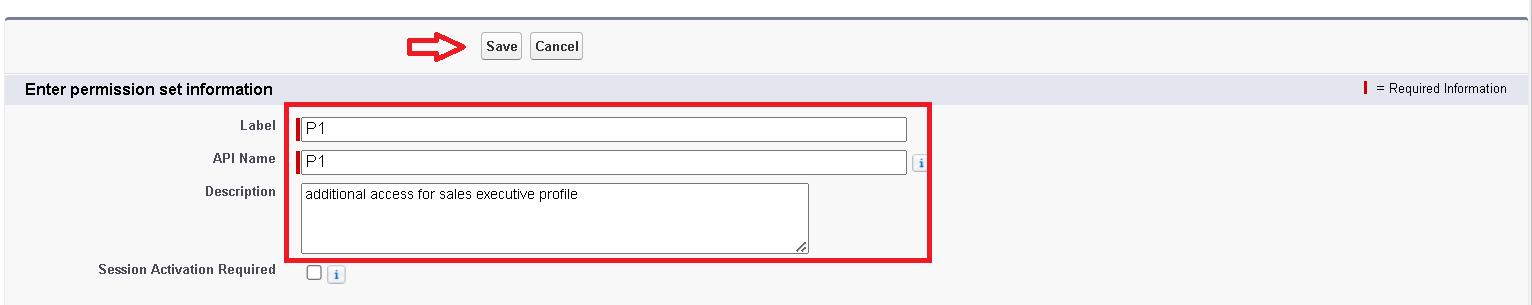 Save Cancel
Enter permission set information
= Required Information
Label P1
API Name P1 i
Description additional access for sales executive profile
Session Activation Required i